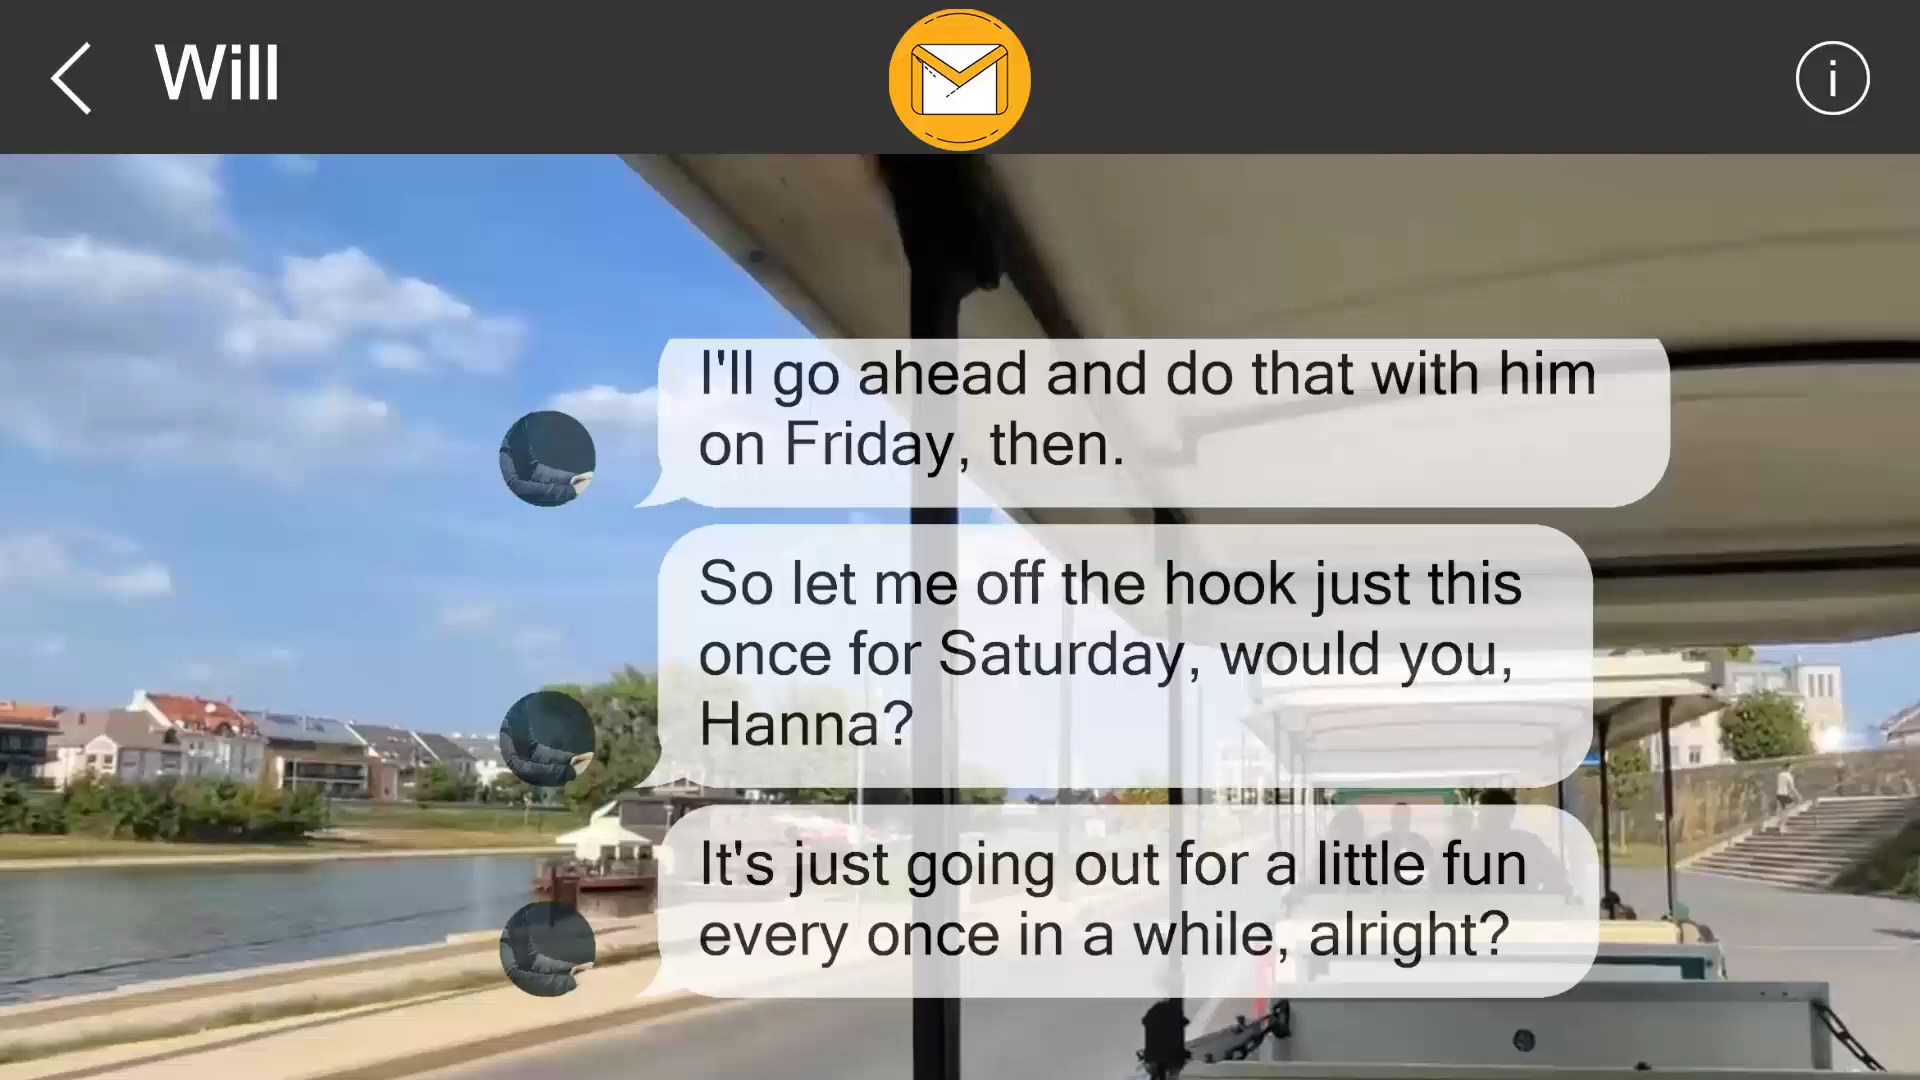 Will
I'll go ahead and do that with him
on Friday, then.
So let me off the hook just this
once for Saturday, would you,
Hanna?
It's just going out for a little fun
every once in a while, alright?